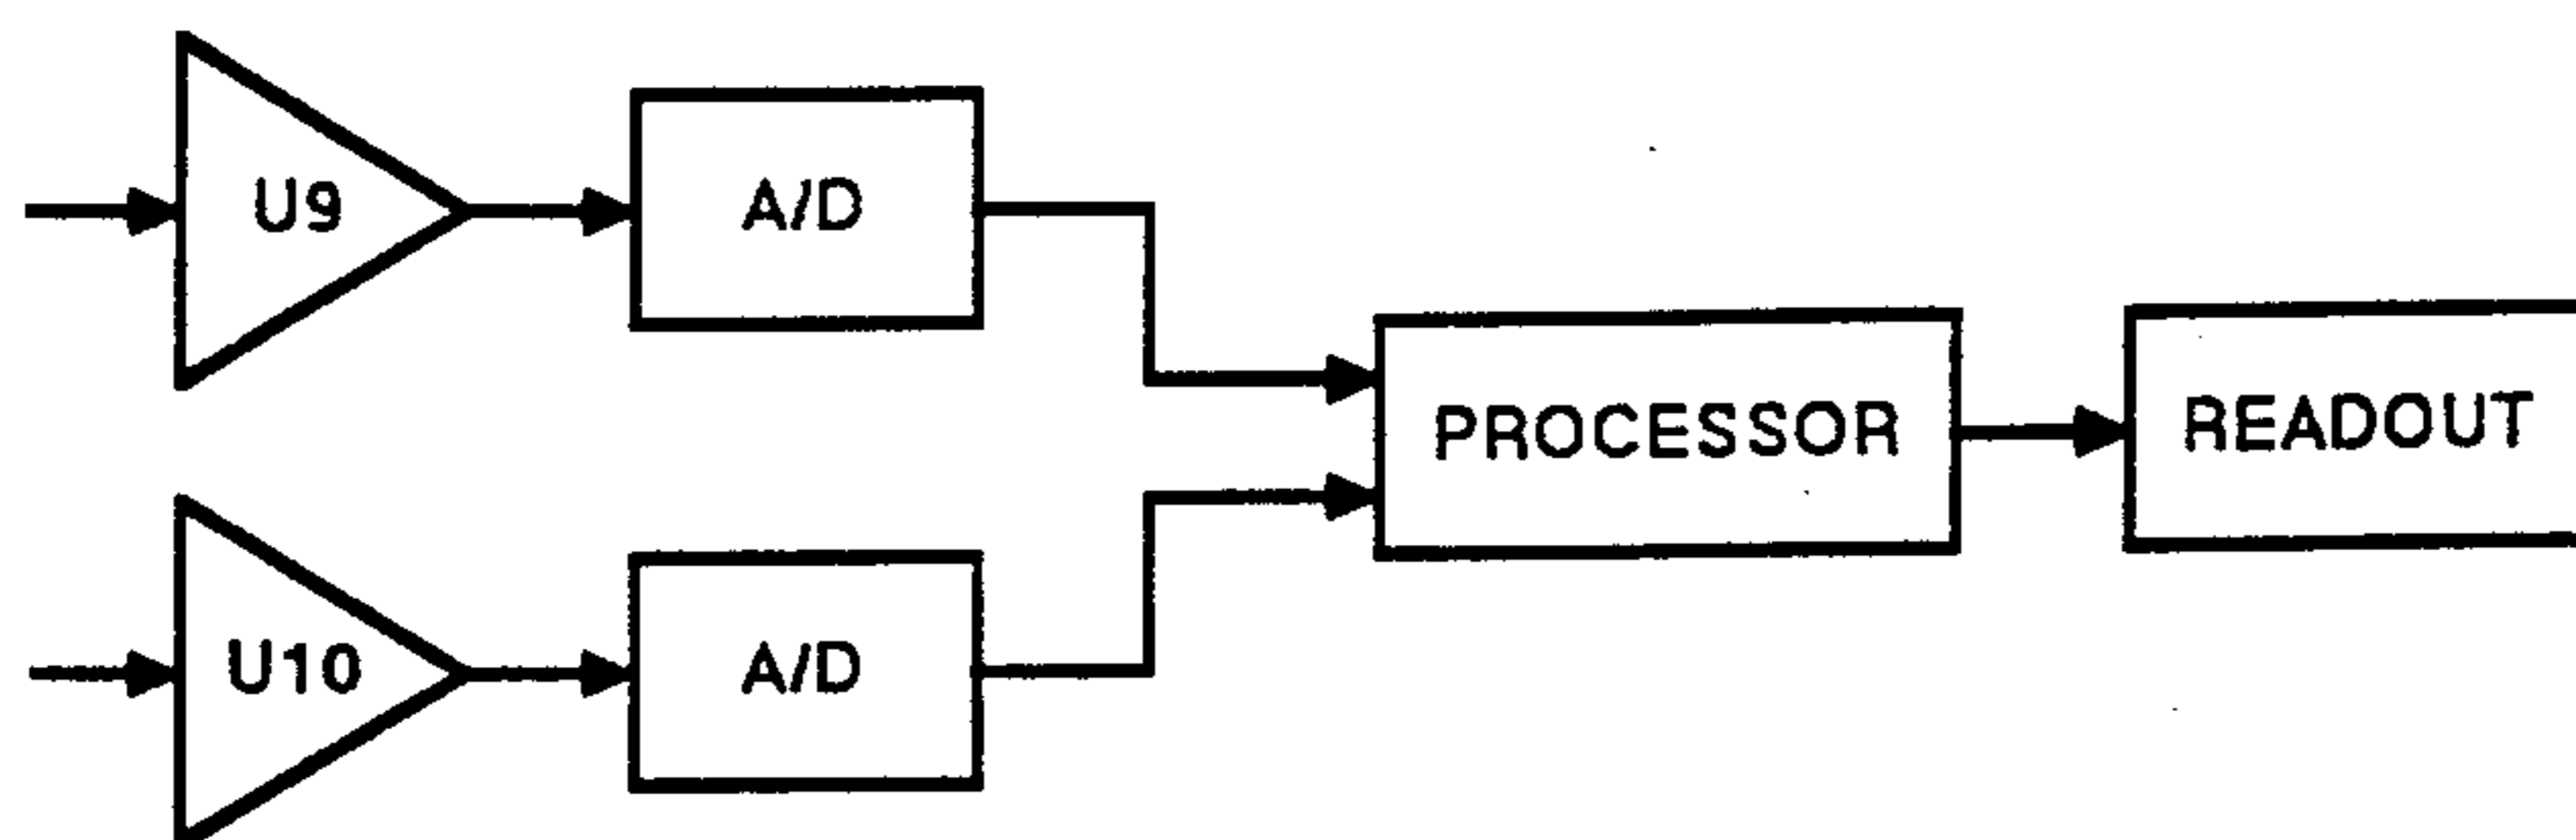 U9
A/D
PROCESSOR
READOUT
U10
A/D